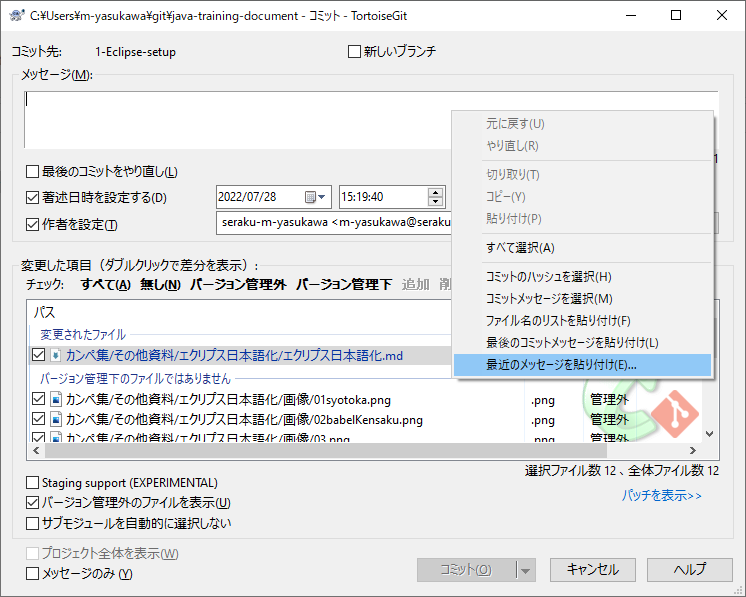 C:¥Users¥m-yasukawa¥git¥java-training-document - コミット - TortoiseGit
コミット先: 1-Eclipse-setup 新しいブランチ
メッセージ(M):
元に戻す(U)
やり直し(R)
切り取り(T)
コピー(Y)
貼り付け(P)
すべて選択(A)
コミットのハッシュを選択(H)
コミットメッセージを選択(M)
ファイル名のリストを貼り付け(F)
最後のコミットメッセージを貼り付け(L)
最近のメッセージを貼り付け(E)...
最後のコミットをやり直し(L)
著述日時を設定する(D) 2022/07/28 15:19:40
作者を設定(T) seraku-m-yasukawa <m-yasukawa@seraku
変更した項目（ダブルクリックで差分を表示）:
チェック: すべて(A) 無し(N) バージョン管理外 バージョン管理下 追加 削
パス
変更されたファイル
カンペ集/その他資料/エクリプス日本語化/エクリプス日本語化.md
バージョン管理下のファイルではありません
カンペ集/その他資料/エクリプス日本語化/画像/01syotoka.png .png 管理外
カンペ集/その他資料/エクリプス日本語化/画像/02babelKensaku.png .png 管理外
カンペ集/その他資料/エクリプス日本語化/画像/03.png .png 管理外
選択ファイル数 12 、全体ファイル数 12
Staging support (EXPERIMENTAL)
パッチを表示>>
バージョン管理外のファイルを表示(U)
サブモジュールを自動的に選択しない
プロジェクト全体を表示(W)
メッセージのみ (Y)
コミット(O) キャンセル ヘルプ